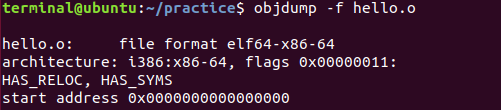 terminal@ubuntu:~/practice$ objdump -f hello.o
hello.o:     file format elf64-x86-64
architecture: i386:x86-64, flags 0x00000011:
HAS_RELOC, HAS_SYMS
start address 0x0000000000000000